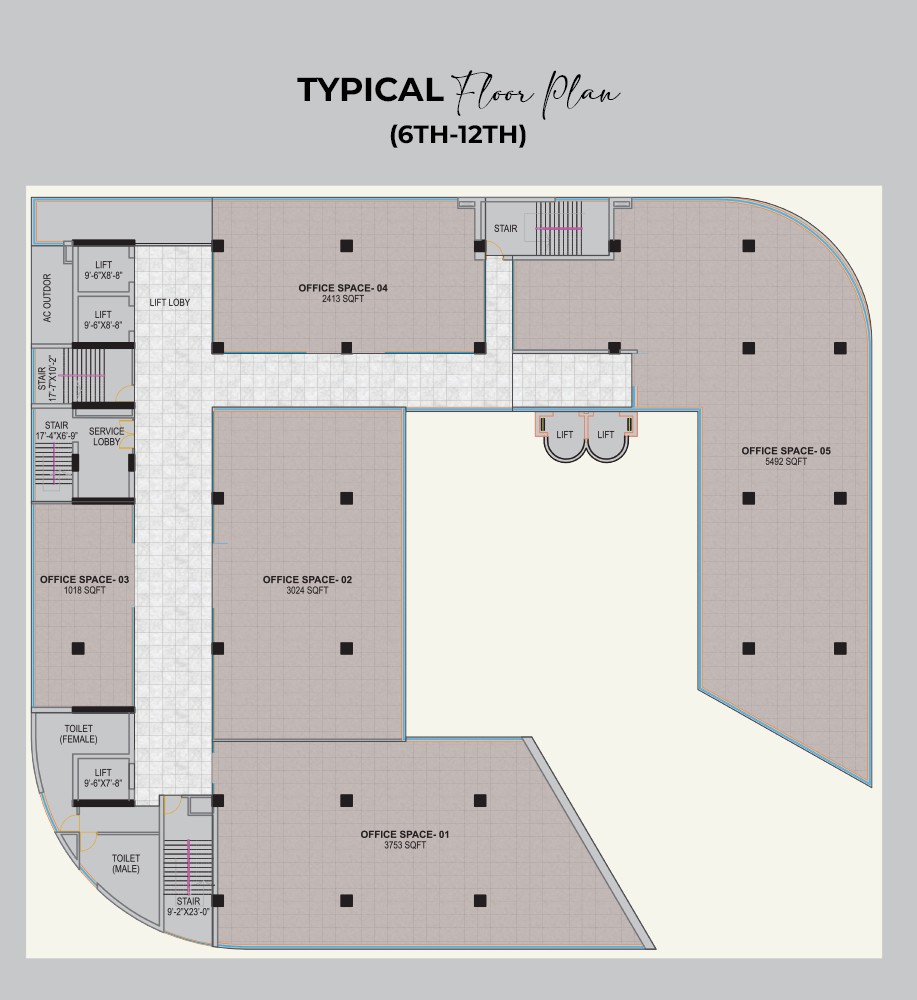 TYPICAL Floor Plan
(6TH-12TH)
STAIR
LIFT
9'-6"X8'-8"
AC OUTDOR
LIFT LOBY
OFFICE SPACE- 04
2413 SQFT
LIFT
9'-6"X8'-8"
STAIR
17'-7"X10'-2"
STAIR
17'-4"X6'-9"
SERVICE
LOBBY
LIFT
LIFT
OFFICE SPACE- 05
5492 SQFT
OFFICE SPACE- 03
1018 SQFT
OFFICE SPACE- 02
3024 SQFT
TOILET
(FEMALE)
LIFT
9'-6"X7'-8"
OFFICE SPACE- 01
3753 SQFT
TOILET
(MALE)
STAIR
9'-2"X23'-0"